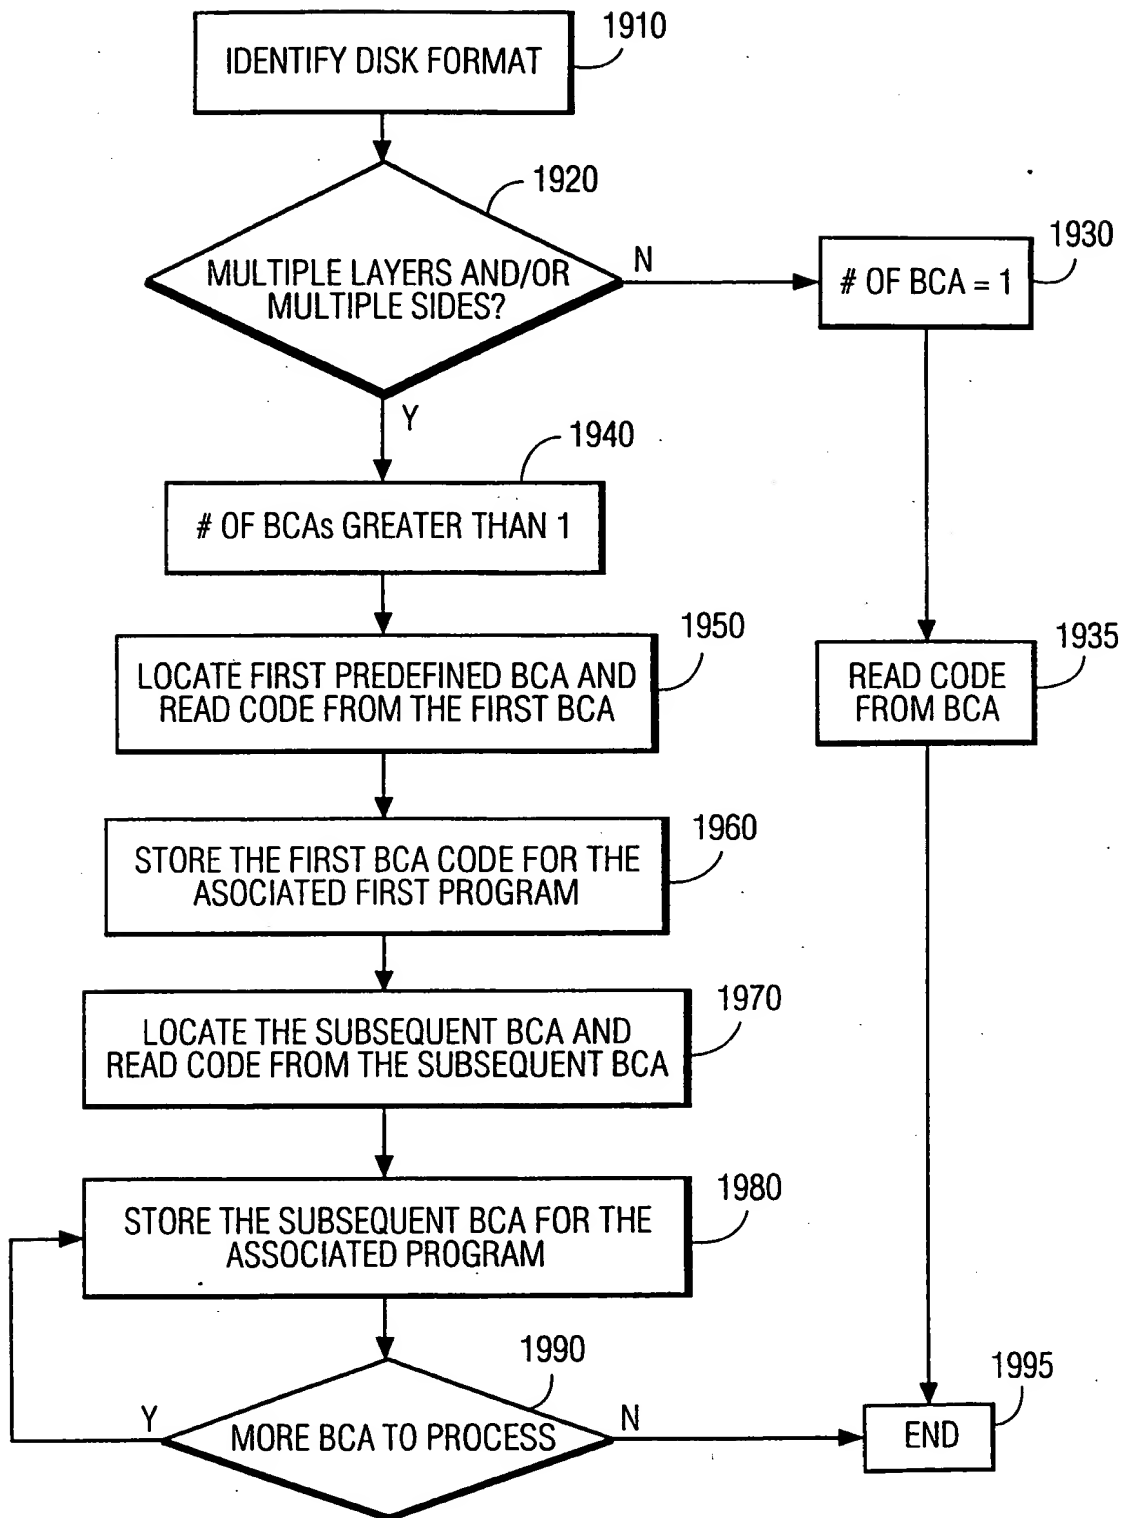 1910
IDENTIFY DISK FORMAT
1920
MULTIPLE LAYERS AND/OR
MULTIPLE SIDES?
N
1930
# OF BCA = 1
Y
1940
# OF BCAs GREATER THAN 1
1950
LOCATE FIRST PREDEFINED BCA AND
READ CODE FROM THE FIRST BCA
1935
READ CODE
FROM BCA
1960
STORE THE FIRST BCA CODE FOR THE
ASOCIATED FIRST PROGRAM
1970
LOCATE THE SUBSEQUENT BCA AND
READ CODE FROM THE SUBSEQUENT BCA
1980
STORE THE SUBSEQUENT BCA FOR THE
ASSOCIATED PROGRAM
1990
Y
MORE BCA TO PROCESS
N
1995
END